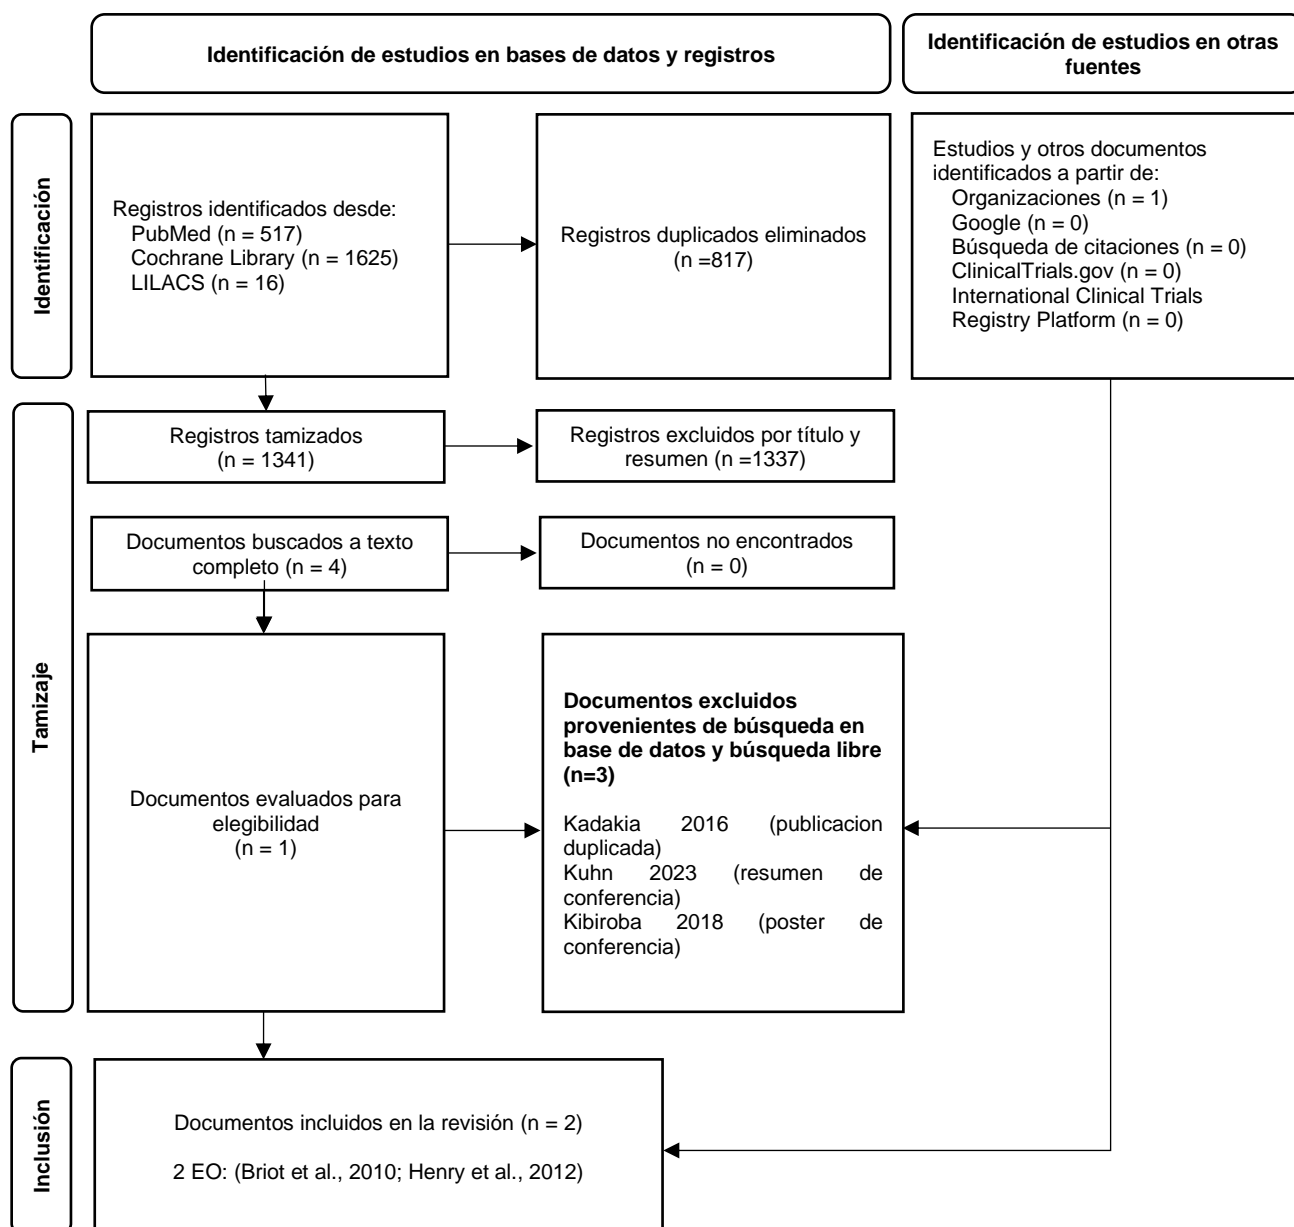 Identificación de estudios en bases de datos y registros
Identificación de estudios en otras
fuentes
Identificación
Registros identificados desde:
PubMed (n = 517)
Cochrane Library (n = 1625)
LILACS (n = 16)
Registros duplicados eliminados
(n =817)
Estudios y otros documentos
identificados a partir de:
Organizaciones (n = 1)
Google (n = 0)
Búsqueda de citaciones (n = 0)
ClinicalTrials.gov (n = 0)
International Clinical Trials
Registry Platform (n = 0)
Tamizaje
Registros tamizados
(n = 1341)
Registros excluidos por título y
resumen (n =1337)
Documentos buscados a texto
completo (n = 4)
Documentos no encontrados
(n = 0)
Documentos evaluados para
elegibilidad
(n = 1)
Documentos excluidos
provenientes de búsqueda en
base de datos y búsqueda libre
(n=3)
Kadakia 2016 (publicacion
duplicada)
Kuhn 2023 (resumen de
conferencia)
Kibiroba 2018 (poster de
conferencia)
Inclusión
Documentos incluidos en la revisión (n = 2)
2 EO: (Briot et al., 2010; Henry et al., 2012)